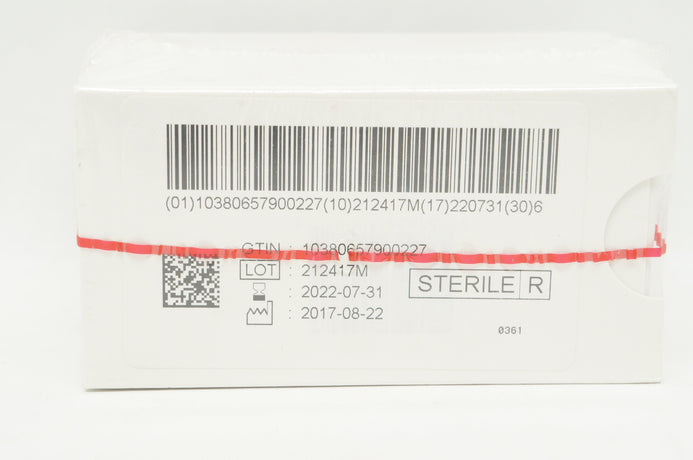 (01)10380657900227(10)212417M(17)220731(30)6
GTIN : 10380657900227
LOT : 212417M
: 2022-07-31
: 2017-08-22
STERILE R
0361